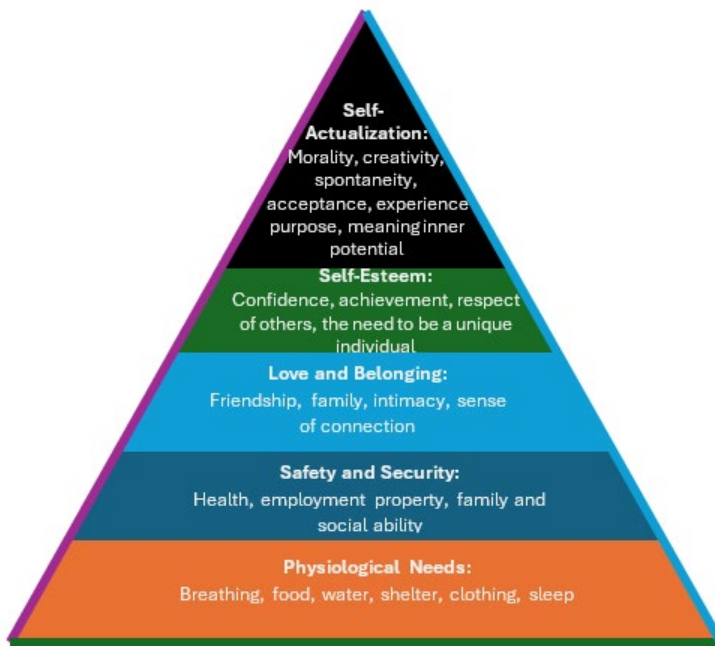 Self-
Actualization:
Morality, creativity,
spontaneity,
acceptance, experience
purpose, meaning inner
potential
Self-Esteem:
Confidence, achievement, respect
of others, the need to be a unique
individual
Love and Belonging:
Friendship, family, intimacy, sense
of connection
Safety and Security:
Health, employment property, family and
social ability
Physiological Needs:
Breathing, food, water, shelter, clothing, sleep